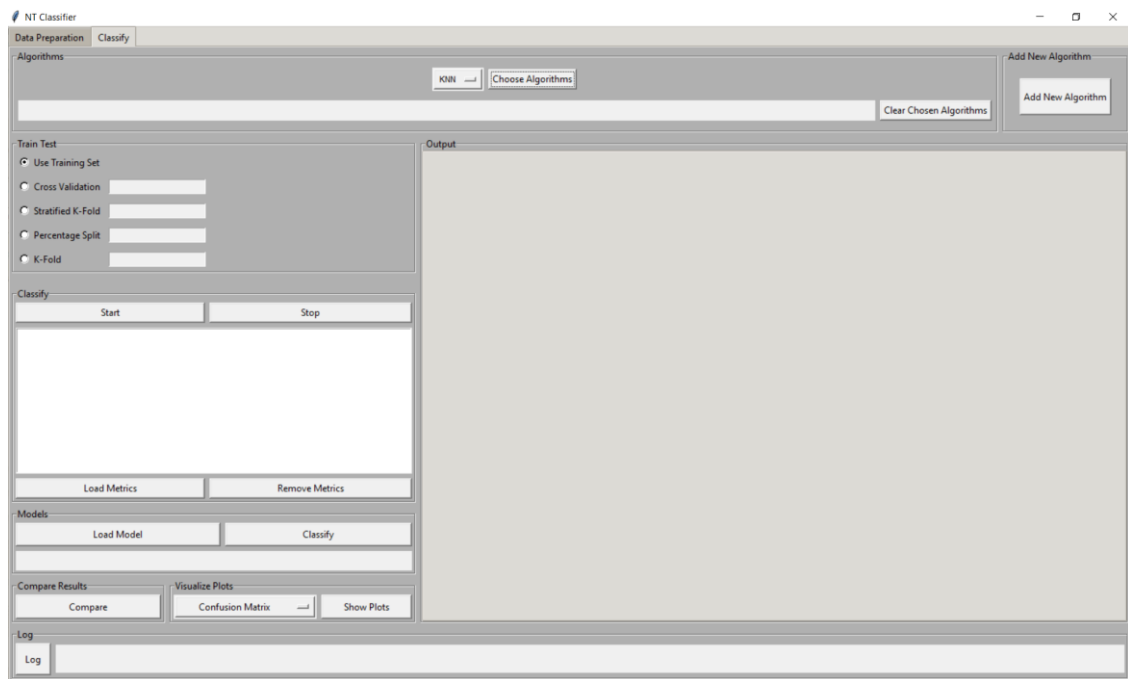 NT Classifier
Data Preparation Classify
Algorithms
Add New Algorithm
KNN Choose Algorithms
Add New Algorithm
Clear Chosen Algorithms
Train Test
Output
Use Training Set
Cross Validation
Stratified K-Fold
Percentage Split
K-Fold
Classify
Start Stop
Load Metrics Remove Metrics
Models
Load Model Classify
Compare Results Visualize Plots
Compare Confusion Matrix Show Plots
Log
Log